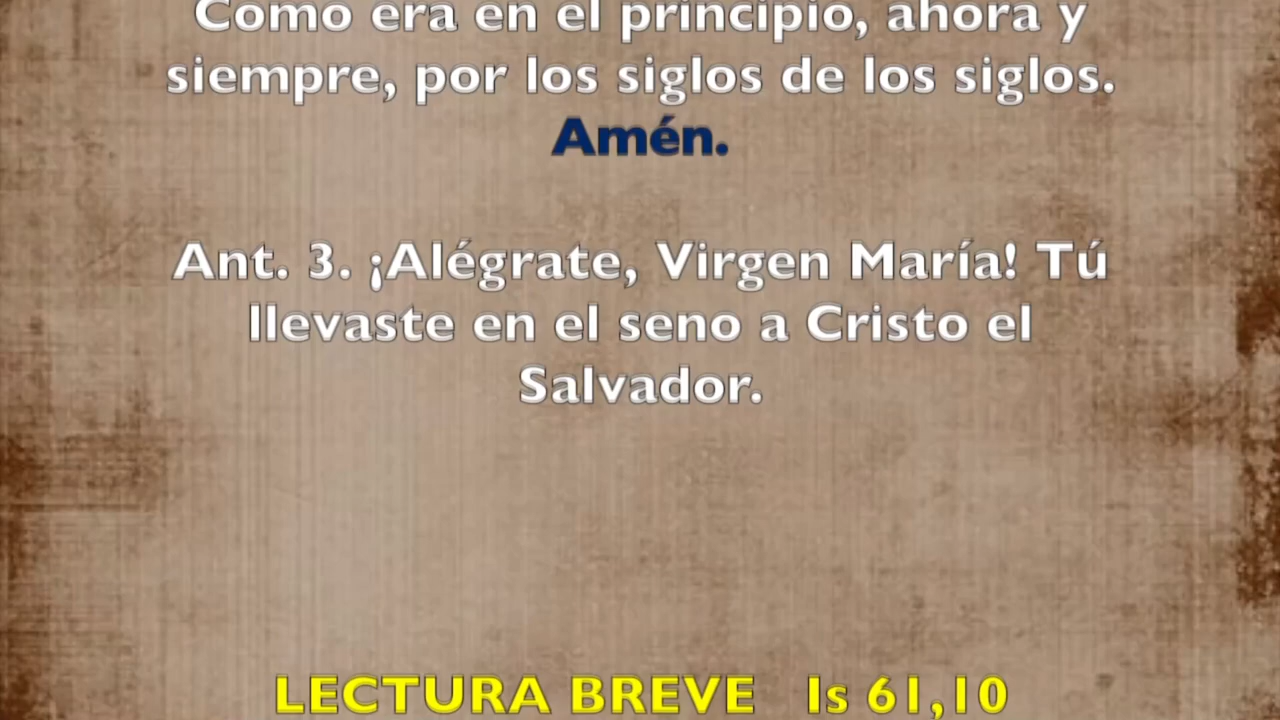 Como era en el principio, ahora y
siempre, por los siglos de los siglos.
Amén.
Ant. 3. ¡Alégrate, Virgen María! Tú
llevaste en el seno a Cristo el
Salvador.
LECTURA BREVE Is 61,10